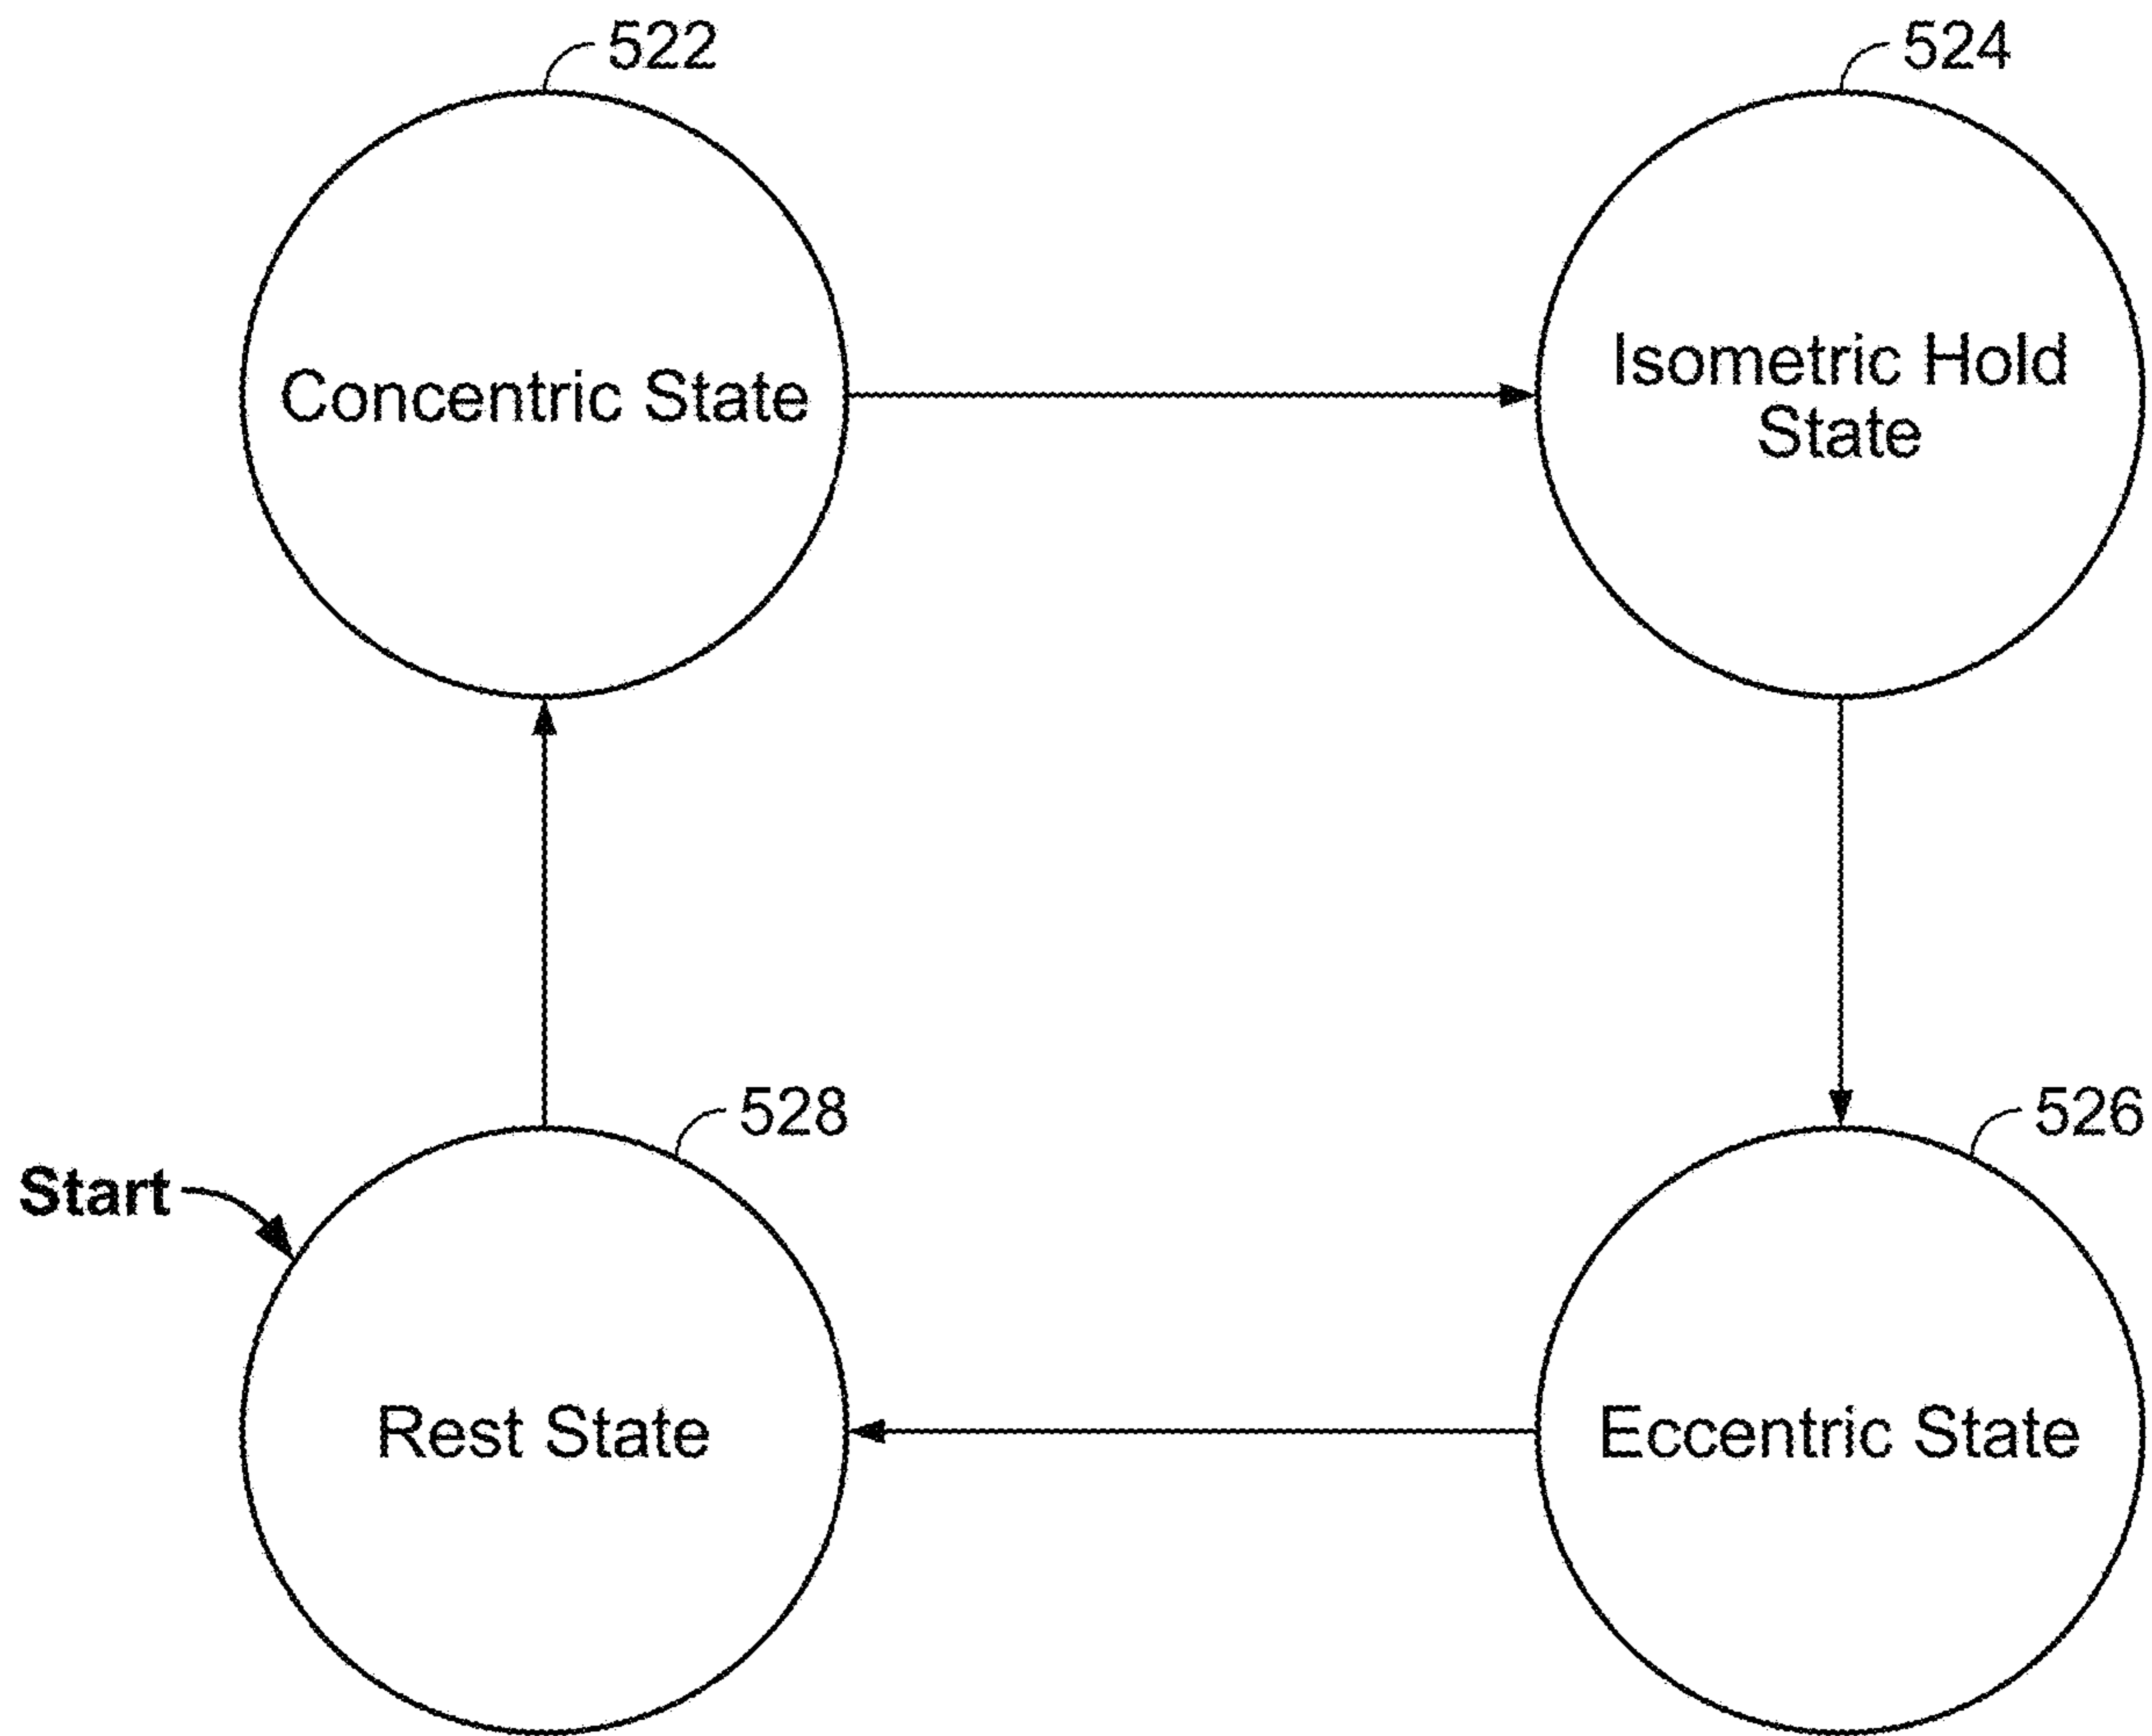 522
524
Concentric State
Isometric Hold
State
528
526
Start
Rest State
Eccentric State